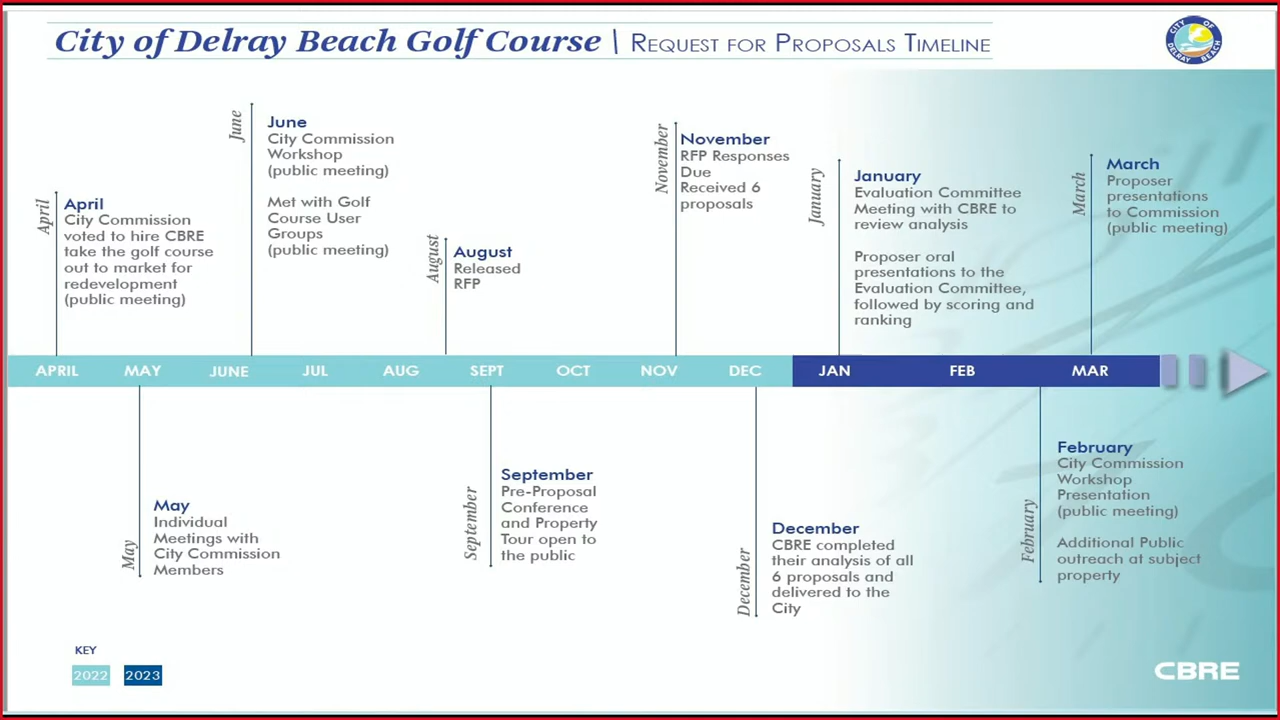 City of Delray Beach Golf Course | REQUEST FOR PROPOSALS TIMELINE
CITY OF
DELRAY BEACH
April
April
City Commission
voted to hire CBRE
take the golf course
out to market for
redevelopment
(public meeting)
June
June
City Commission
Workshop
(public meeting)
Met with Golf
Course User
Groups
(public meeting)
August
August
Released
RFP
November
November
RFP Responses
Due
Received 6
proposals
January
January
Evaluation Committee
Meeting with CBRE to
review analysis
Proposer oral
presentations to the
Evaluation Committee,
followed by scoring and
ranking
March
March
Proposer
presentations
to Commission
(public meeting)
APRIL MAY JUNE JUL AUG SEPT OCT NOV DEC JAN FEB MAR
May
May
Individual
Meetings with
City Commission
Members
September
September
Pre-Proposal
Conference
and Property
Tour open to
the public
December
December
CBRE completed
their analysis of all
6 proposals and
delivered to the
City
February
February
City Commission
Workshop
Presentation
(public meeting)
Additional Public
outreach at subject
property
KEY
2022 2023
CBRE